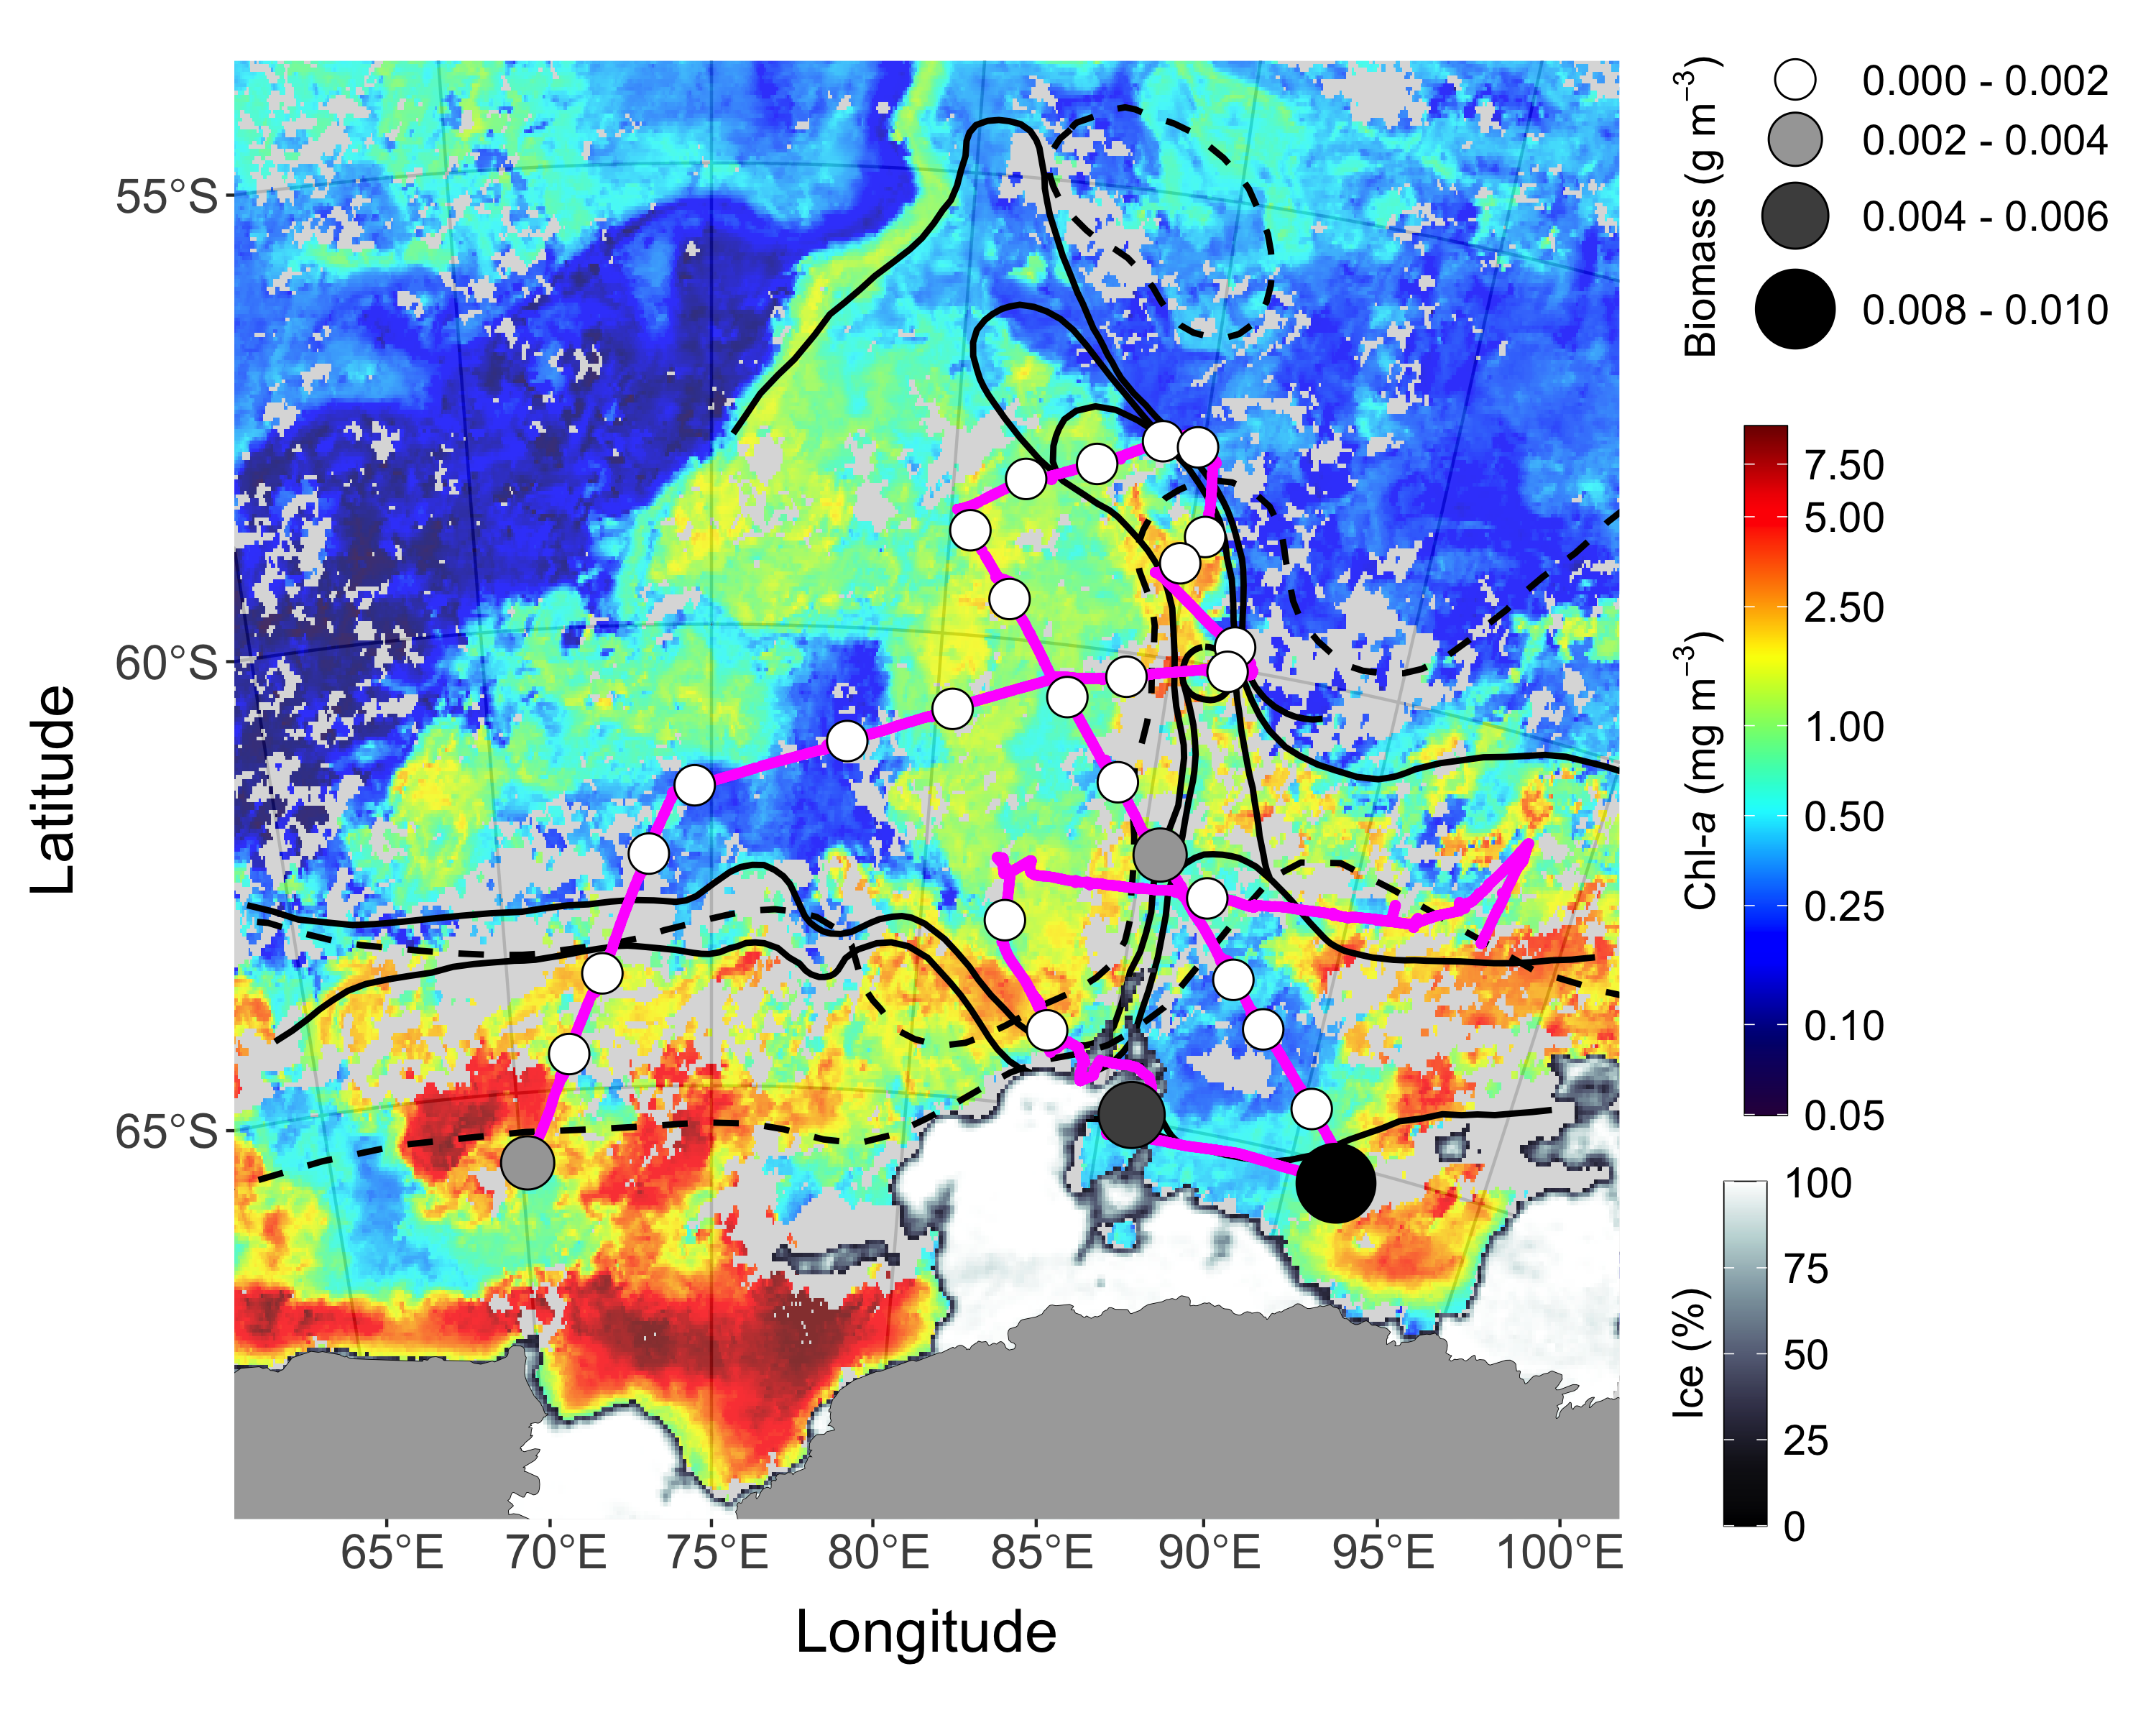 Latitude
55°S
60°S
65°S
65°E 70°E 75°E 80°E 85°E 90°E 95°E 100°E
Longitude
Biomass (g m⁻³)
0.000 - 0.002
0.002 - 0.004
0.004 - 0.006
0.008 - 0.010
Chl-a (mg m⁻³)
7.50
5.00
2.50
1.00
0.50
0.25
0.10
0.05
Ice (%)
100
75
50
25
0